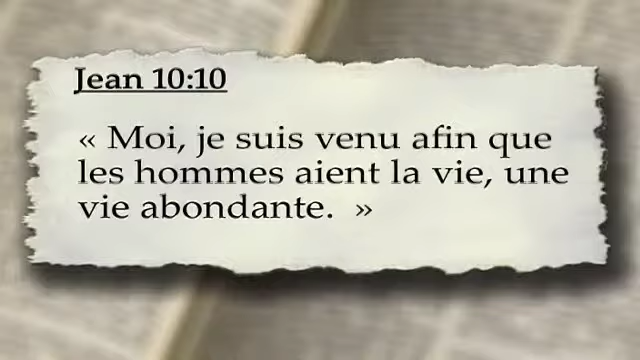 Jean 10:10
« Moi, je suis venu afin que
les hommes aient la vie, une
vie abondante.  »